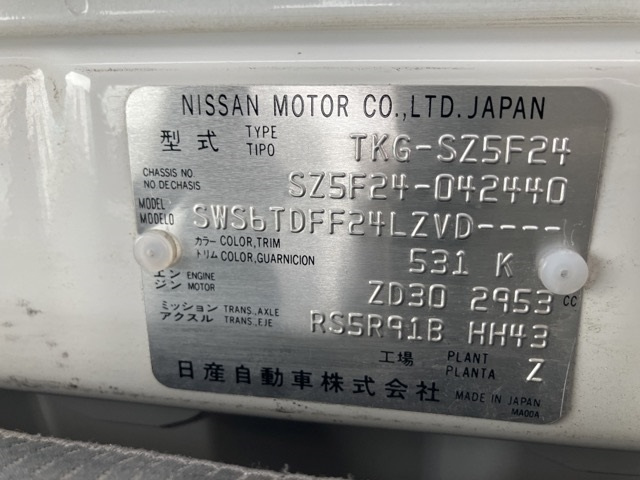 NISSAN MOTOR CO.,LTD. JAPAN
型式 TYPE TIPO TKG-SZ5F24
CHASSIS NO. NO. DE CHASIS SZ5F24-042440
MODEL MODELO SWS6TDFF24LZVD----
カラー COLOR, TRIM トリム COLOR, GUARNICION 531 K
エンジン ENGINE MOTOR ZD30 2953 CC
ミッション TRANS., AXLE アクスル TRANS., EJE RS5R91B HH43
工場 PLANT PLANTA Z
日産自動車株式会社 MADE IN JAPAN
MA00A